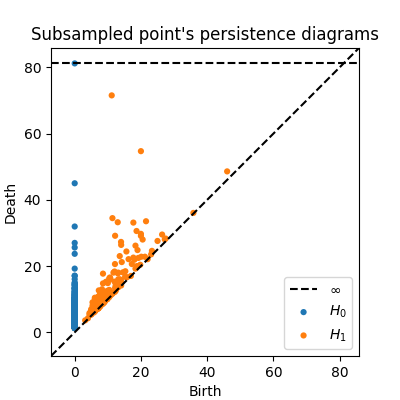 Subsampled point's persistence diagrams
Death
80
60
40
20
0
0 20 40 60 80
Birth
∞
H₀
H₁